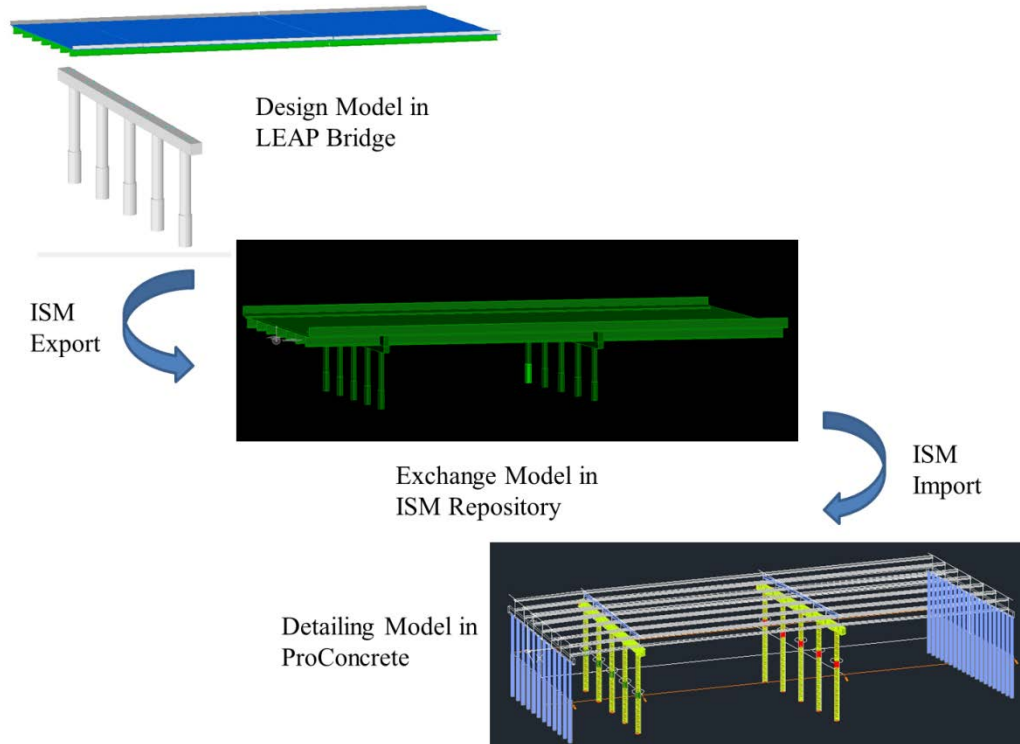 Design Model in
LEAP Bridge
ISM
Export
Exchange Model in
ISM Repository
ISM
Import
Detailing Model in
ProConcrete